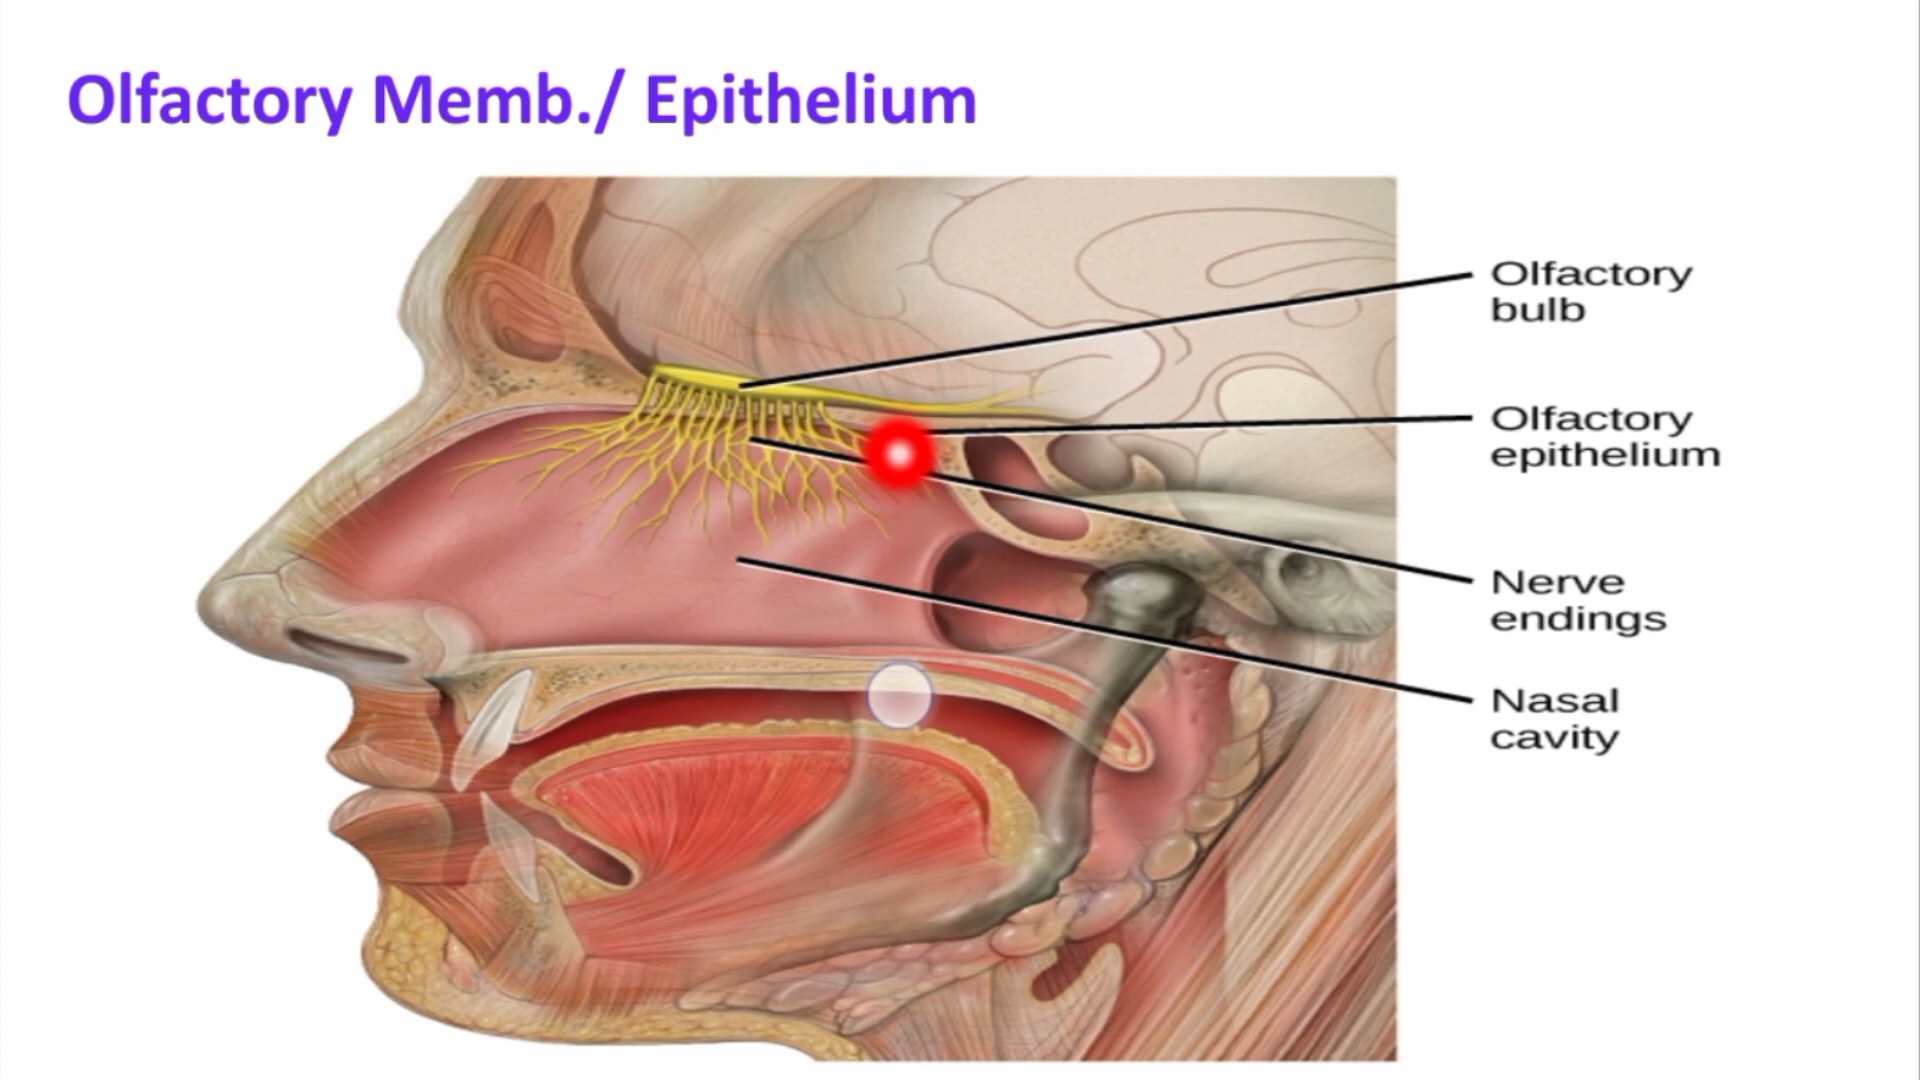 Olfactory Memb./ Epithelium
Olfactory
bulb
Olfactory
epithelium
Nerve
endings
Nasal
cavity